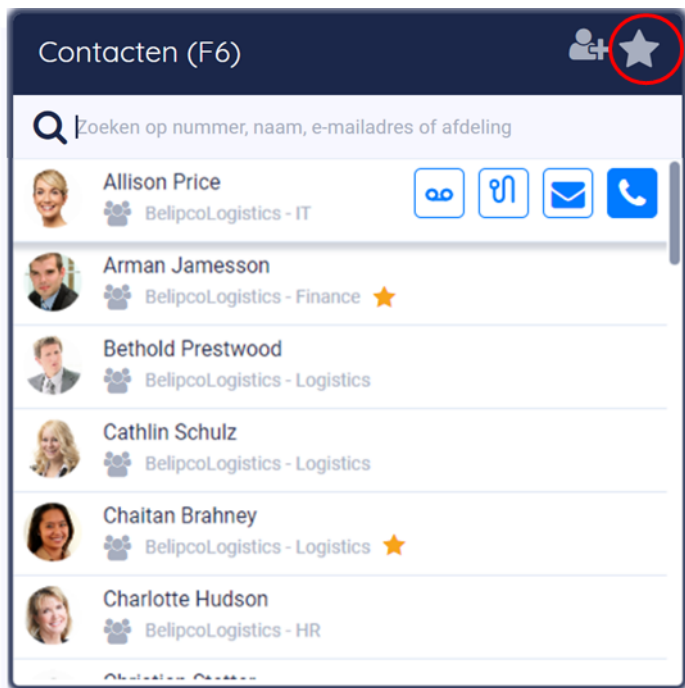 Contacten (F6)
Zoeken op nummer, naam, e-mailadres of afdeling
Allison Price
BelipcoLogistics - IT
Arman Jamesson
BelipcoLogistics - Finance
Bethold Prestwood
BelipcoLogistics - Logistics
Cathlin Schulz
BelipcoLogistics - Logistics
Chaitan Brahney
BelipcoLogistics - Logistics
Charlotte Hudson
BelipcoLogistics - HR